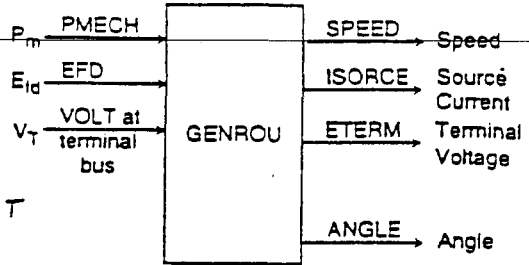 Pm PMECH
Efd EFD
VT VOLT at terminal bus
T
GENROU
SPEED Speed
ISORCE Source Current
ETERM Terminal Voltage
ANGLE Angle